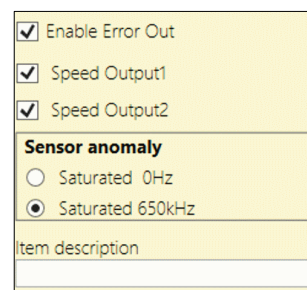 Enable Error Out
Speed Output1
Speed Output2
Sensor anomaly
Saturated 0Hz
Saturated 650kHz
Item description